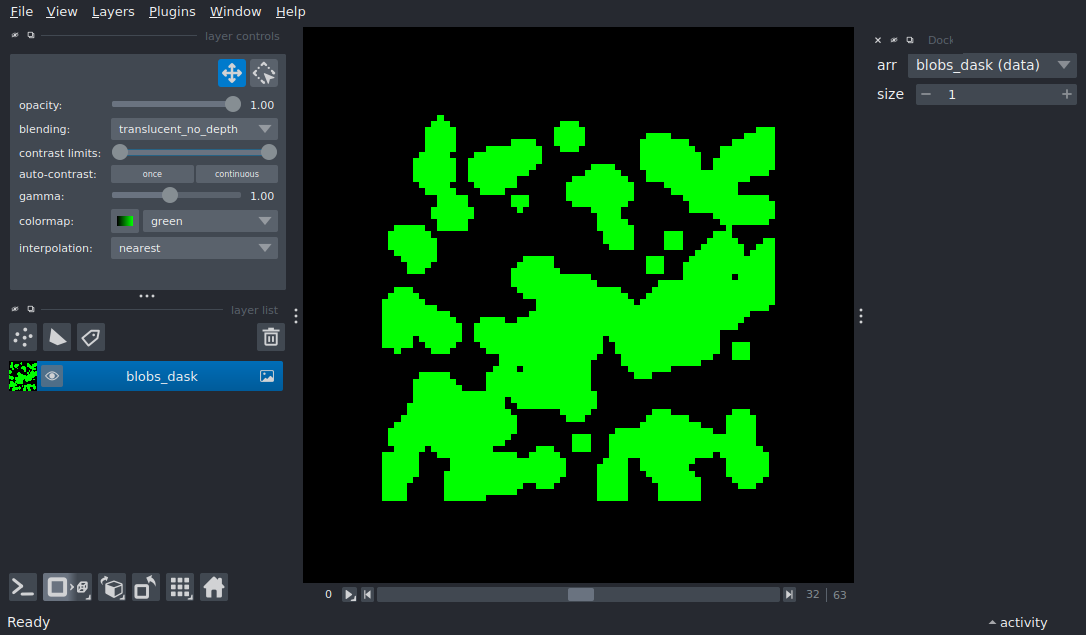 File View Layers Plugins Window Help
layer controls
opacity: 1.00
blending: translucent_no_depth
contrast limits:
auto-contrast: once continuous
gamma: 1.00
colormap: green
interpolation: nearest
layer list
blobs_dask
0 32 63
Dock
arr blobs_dask (data)
size 1
Ready
activity